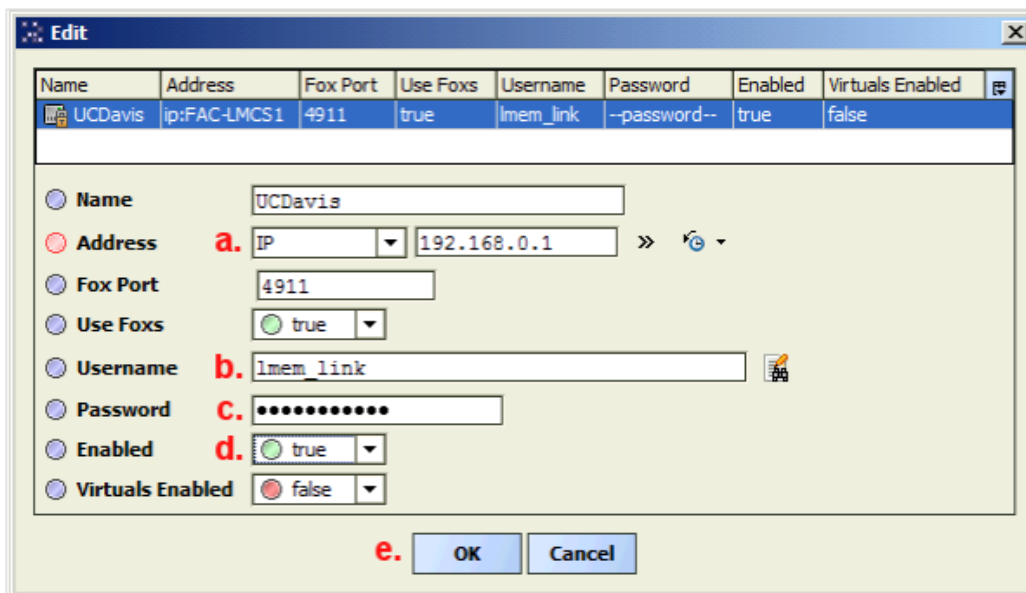 Edit
Name Address Fox Port Use Foxs Username Password Enabled Virtuals Enabled
UCDavis ip:FAC-LMCS1 4911 true lmem_link --password-- true false
Name UCDavis
Address a. IP 192.168.0.1 »
Fox Port 4911
Use Foxs true
Username b. lmem_link
Password c. •••••••••••
Enabled d. true
Virtuals Enabled false
e. OK Cancel